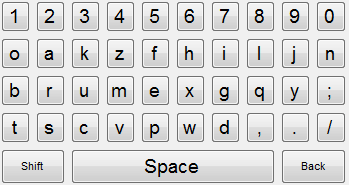 1 2 3 4 5 6 7 8 9 0
o a k z f h i l j n
b r u m e x g q y ;
t s c v p w d , . /
Shift Space Back